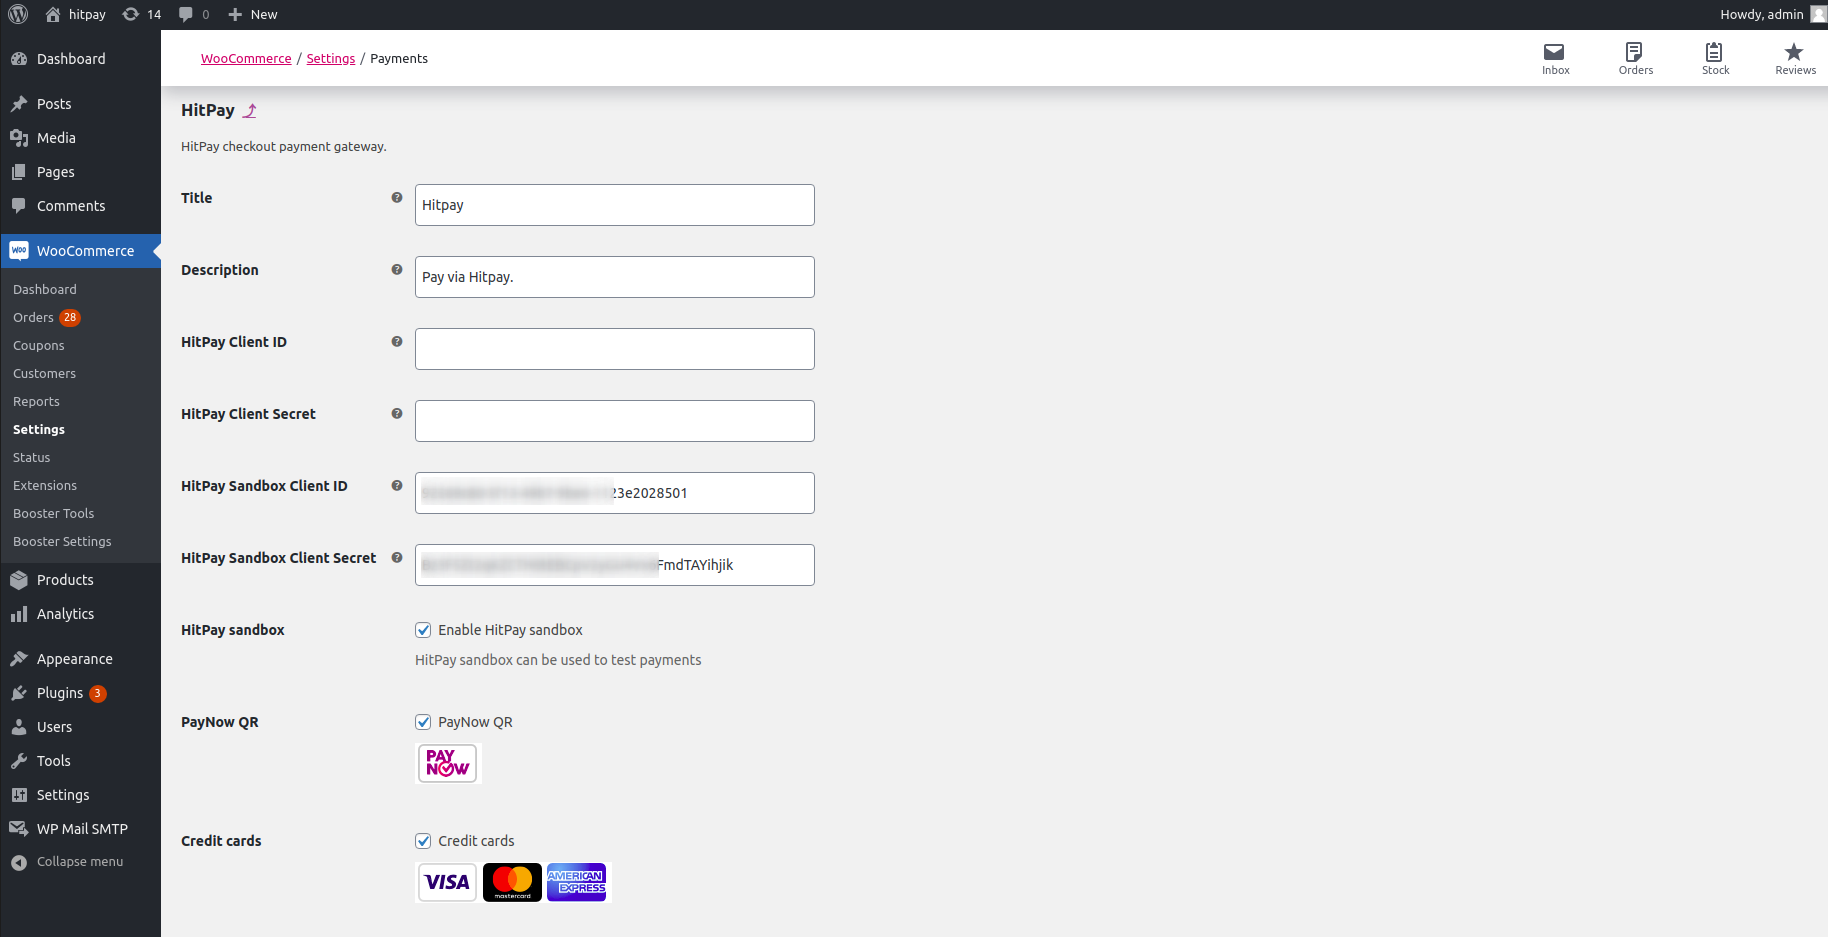 hitpay 14 0 New Howdy, admin
Dashboard
Posts
Media
Pages
Comments
WooCommerce
Dashboard
Orders 28
Coupons
Customers
Reports
Settings
Status
Extensions
Booster Tools
Booster Settings
Products
Analytics
Appearance
Plugins 3
Users
Tools
Settings
WP Mail SMTP
Collapse menu
WooCommerce / Settings / Payments
Inbox Orders Stock Reviews
HitPay
HitPay checkout payment gateway.
Title Hitpay
Description Pay via Hitpay.
HitPay Client ID
HitPay Client Secret
HitPay Sandbox Client ID 23e2028501
HitPay Sandbox Client Secret FmdTAYihjik
HitPay sandbox Enable HitPay sandbox
HitPay sandbox can be used to test payments
PayNow QR PayNow QR
PAY
NOW
Credit cards Credit cards
VISA mastercard AMERICAN
EXPRESS